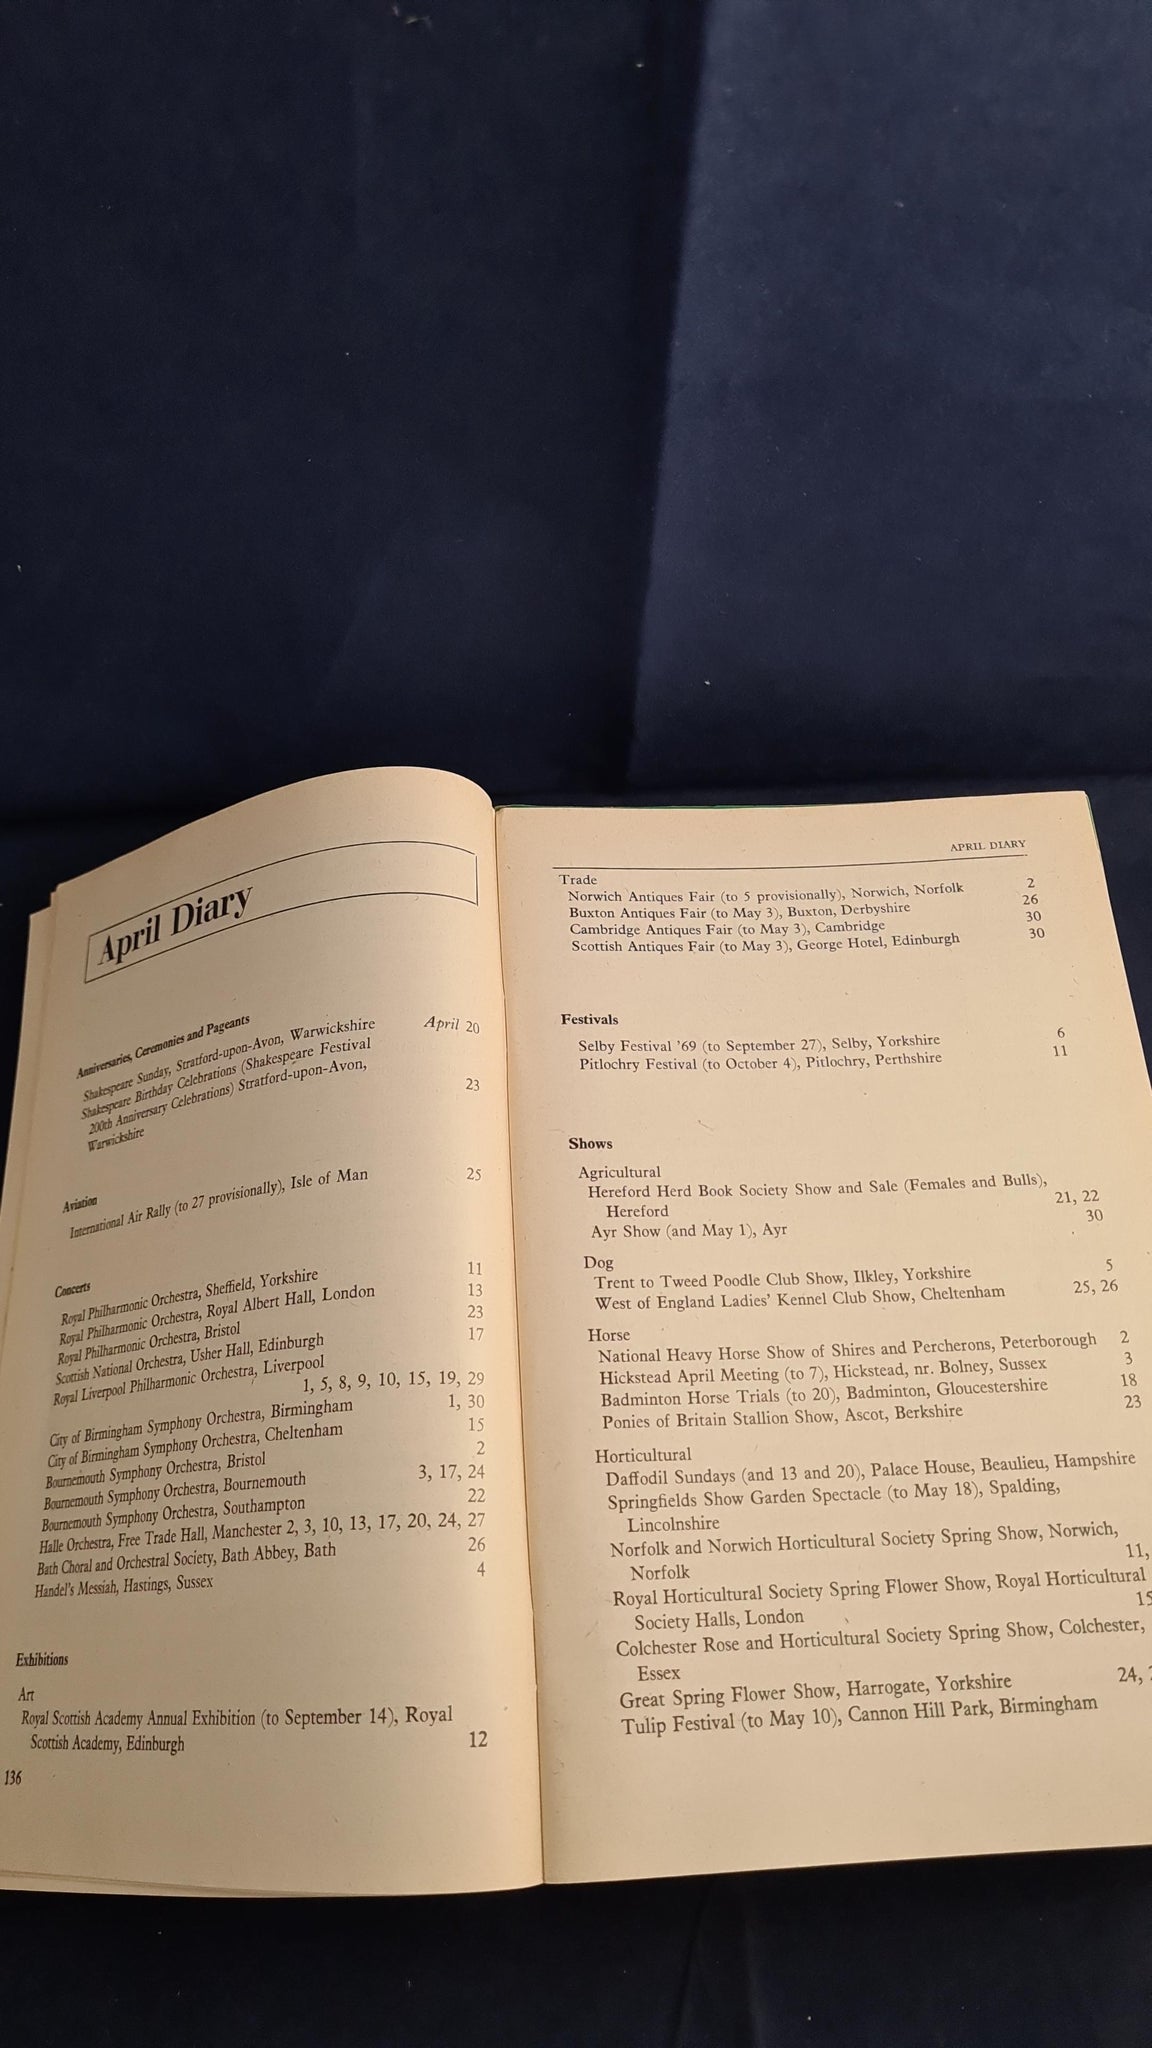 April Diary
Anniversaries, Ceremonies and Pageants
Shakespeare Sunday, Stratford-upon-Avon, Warwickshire April 20
Shakespeare Birthday Celebrations (Shakespeare Festival
200th Anniversary Celebrations) Stratford-upon-Avon,
Warwickshire 23
Aviation
International Air Rally (to 27 provisionally), Isle of Man 25
Concerts
Royal Philharmonic Orchestra, Sheffield, Yorkshire 11
Royal Philharmonic Orchestra, Royal Albert Hall, London 13
Royal Philharmonic Orchestra, Bristol 23
Scottish National Orchestra, Usher Hall, Edinburgh 17
Royal Liverpool Philharmonic Orchestra, Liverpool
1, 5, 8, 9, 10, 15, 19, 29
City of Birmingham Symphony Orchestra, Birmingham 1, 30
City of Birmingham Symphony Orchestra, Cheltenham 15
Bournemouth Symphony Orchestra, Bristol 2
Bournemouth Symphony Orchestra, Bournemouth 3, 17, 24
Bournemouth Symphony Orchestra, Southampton 22
Halle Orchestra, Free Trade Hall, Manchester 2, 3, 10, 13, 17, 20, 24, 27
Bath Choral and Orchestral Society, Bath Abbey, Bath 26
Handel's Messiah, Hastings, Sussex 4
Exhibitions
Art
Royal Scottish Academy Annual Exhibition (to September 14), Royal
Scottish Academy, Edinburgh 12
136
APRIL DIARY
Trade
Norwich Antiques Fair (to 5 provisionally), Norwich, Norfolk 2
Buxton Antiques Fair (to May 3), Buxton, Derbyshire 26
Cambridge Antiques Fair (to May 3), Cambridge 30
Scottish Antiques Fair (to May 3), George Hotel, Edinburgh 30
Festivals
Selby Festival '69 (to September 27), Selby, Yorkshire 6
Pitlochry Festival (to October 4), Pitlochry, Perthshire 11
Shows
Agricultural
Hereford Herd Book Society Show and Sale (Females and Bulls),
Hereford 21, 22
Ayr Show (and May 1), Ayr 30
Dog
Trent to Tweed Poodle Club Show, Ilkley, Yorkshire 5
West of England Ladies' Kennel Club Show, Cheltenham 25, 26
Horse
National Heavy Horse Show of Shires and Percherons, Peterborough 2
Hickstead April Meeting (to 7), Hickstead, nr. Bolney, Sussex 3
Badminton Horse Trials (to 20), Badminton, Gloucestershire 18
Ponies of Britain Stallion Show, Ascot, Berkshire 23
Horticultural
Daffodil Sundays (and 13 and 20), Palace House, Beaulieu, Hampshire
Springfields Show Garden Spectacle (to May 18), Spalding,
Lincolnshire
Norfolk and Norwich Horticultural Society Spring Show, Norwich,
Norfolk 11,
Royal Horticultural Society Spring Flower Show, Royal Horticultural
Society Halls, London 15
Colchester Rose and Horticultural Society Spring Show, Colchester,
Essex
Great Spring Flower Show, Harrogate, Yorkshire 24,
Tulip Festival (to May 10), Cannon Hill Park, Birmingham